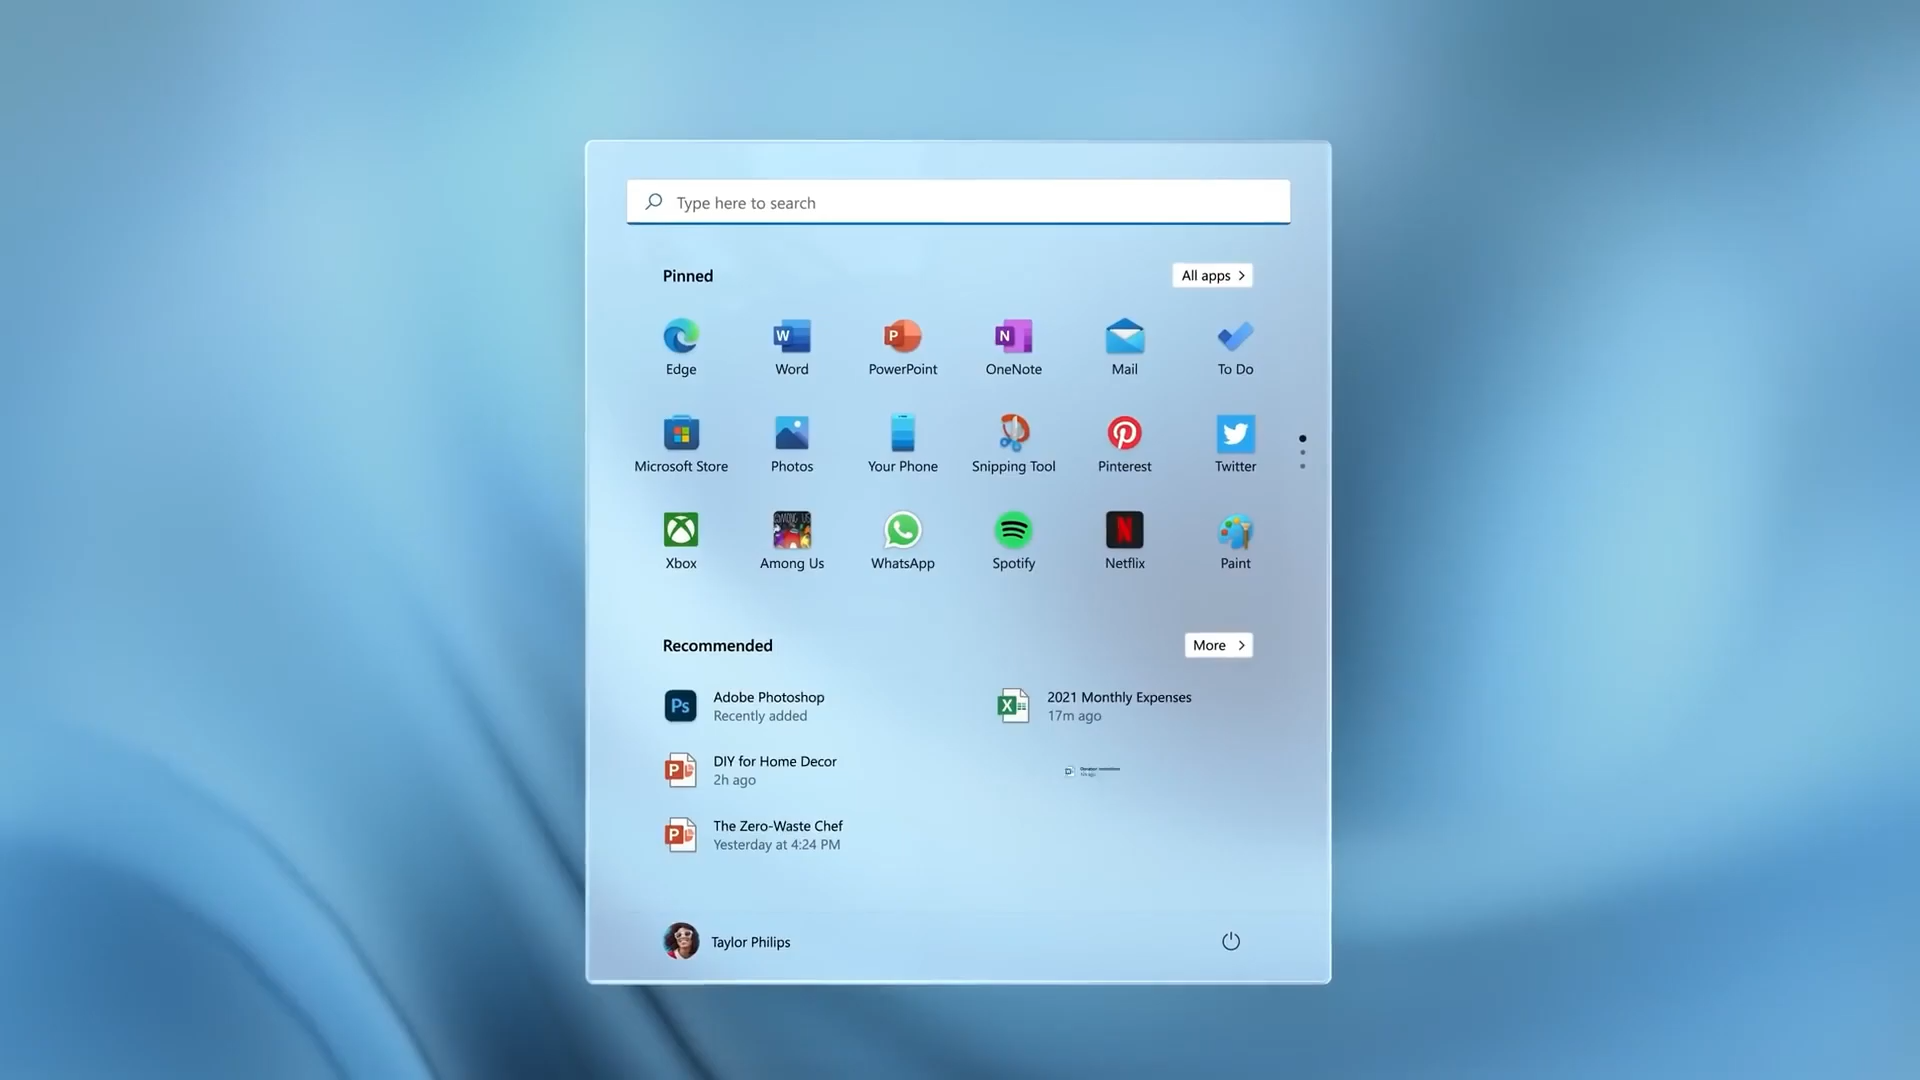 Type here to search
Pinned
All apps
Edge
Word
PowerPoint
OneNote
Mail
To Do
Microsoft Store
Photos
Your Phone
Snipping Tool
Pinterest
Twitter
Xbox
Among Us
WhatsApp
Spotify
Netflix
Paint
Recommended
More
Ps
Adobe Photoshop
Recently added
2021 Monthly Expenses
17m ago
DIY for Home Decor
2h ago
The Zero-Waste Chef
Yesterday at 4:24 PM
Taylor Philips